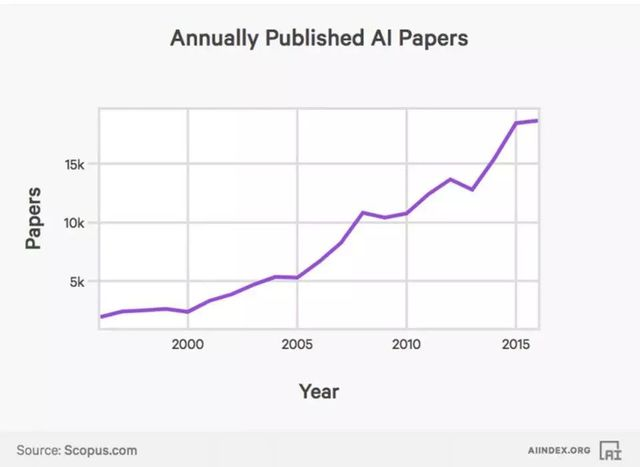 Annually Published AI Papers
15k
10k
5k
Papers
2000 2005 2010 2015
Year
Source: Scopus.com
AIINDEX.ORG AI